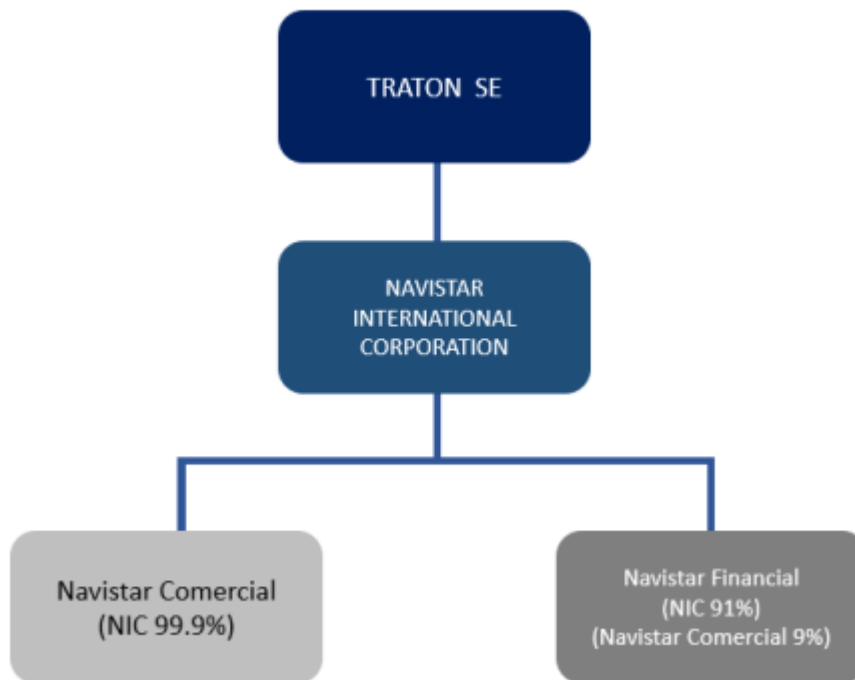 TRATON SE
NAVISTAR
INTERNATIONAL
CORPORATION
Navistar Comercial
(NIC 99.9%)
Navistar Financial
(NIC 91%)
(Navistar Comercial 9%)